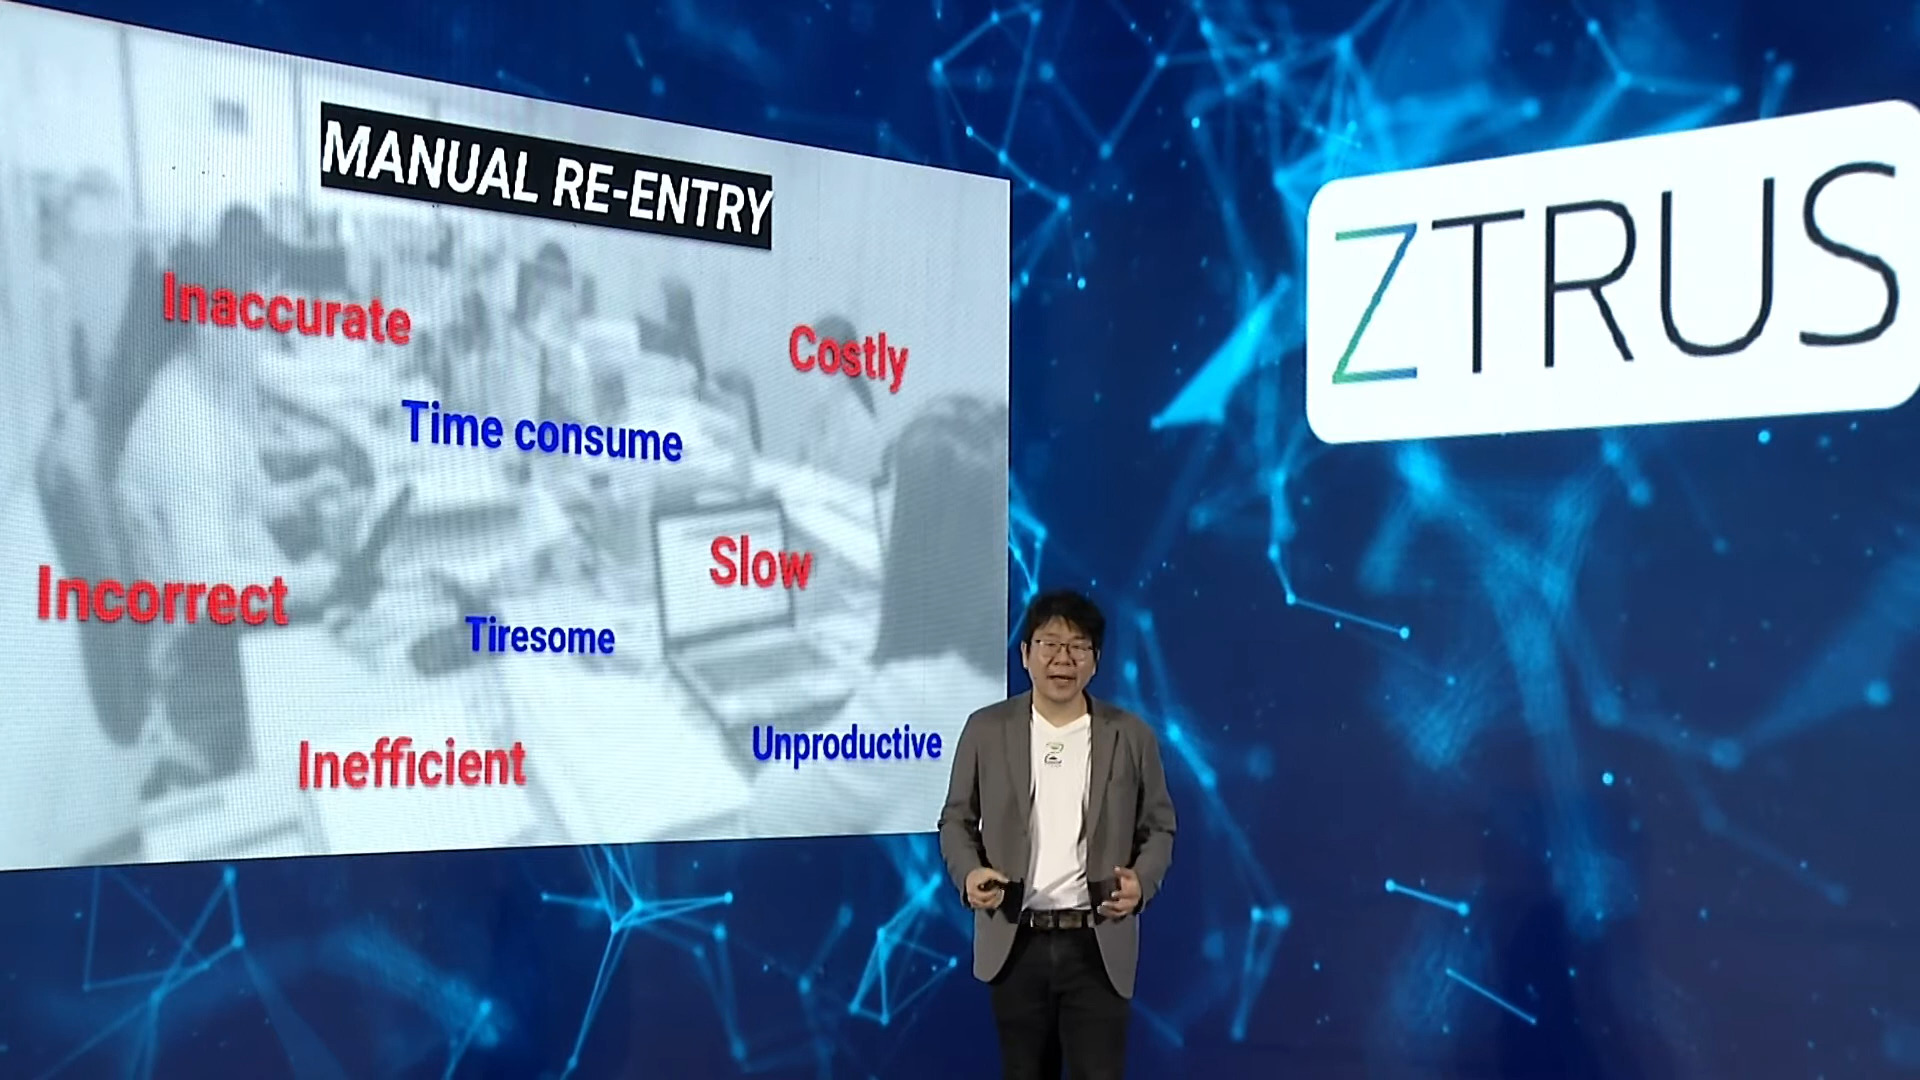 MANUAL RE-ENTRY
Inaccurate
Costly
Time consume
Slow
Incorrect
Tiresome
Inefficient
Unproductive
ZTRUS